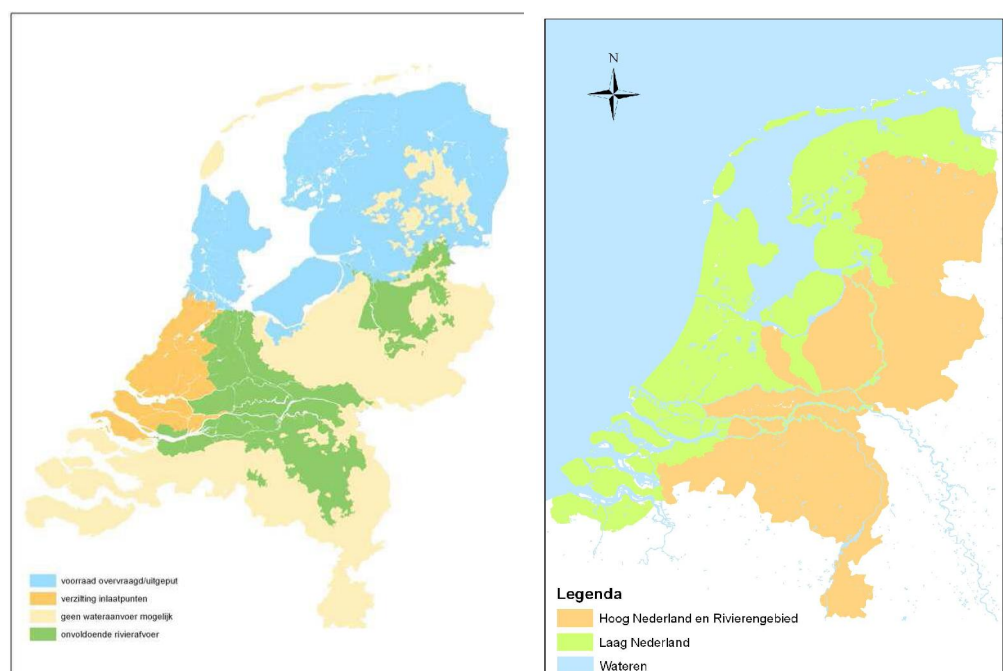 voorraad overvraagd/uitgeput
verzilting inlaatpunten
geen wateraanvoer mogelijk
onvoldoende rivierafvoer
N
Legenda
Hoog Nederland en Rivierengebied
Laag Nederland
Wateren